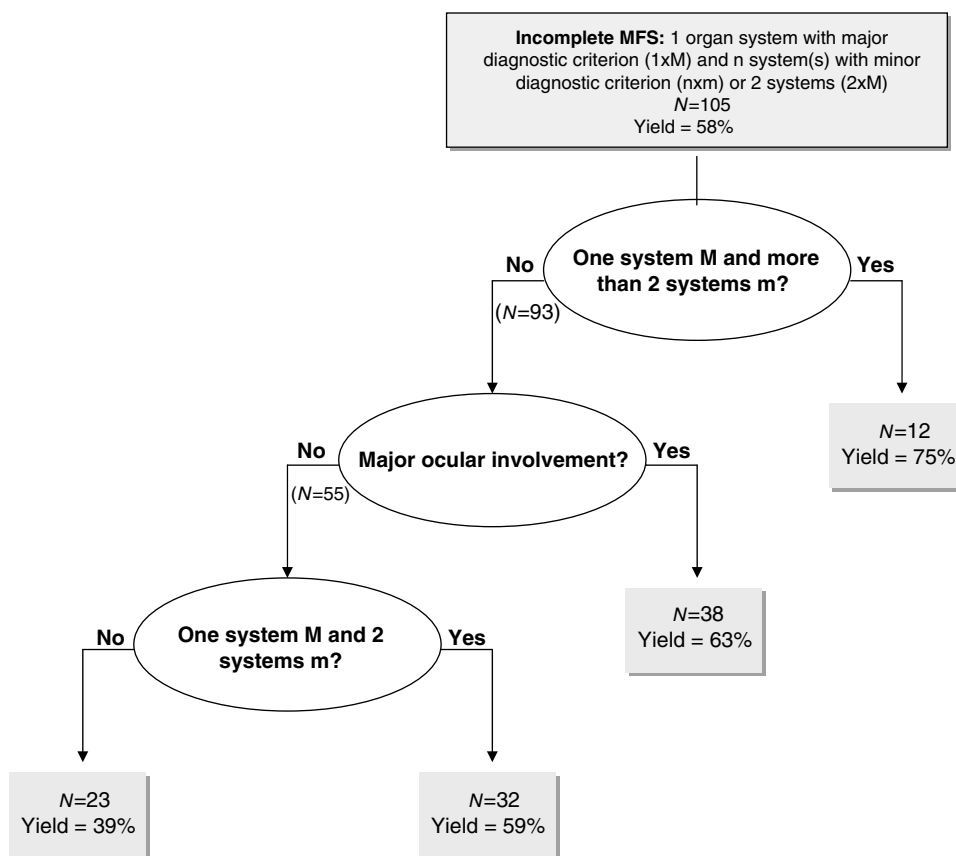 Incomplete MFS: 1 organ system with major
diagnostic criterion (1xM) and n system(s) with minor
diagnostic criterion (nxm) or 2 systems (2xM)
N=105
Yield = 58%
One system M and more
than 2 systems m?
No
Yes
(N=93)
N=12
Yield = 75%
Major ocular involvement?
No
Yes
(N=55)
N=38
Yield = 63%
One system M and 2
systems m?
No
Yes
N=23
Yield = 39%
N=32
Yield = 59%